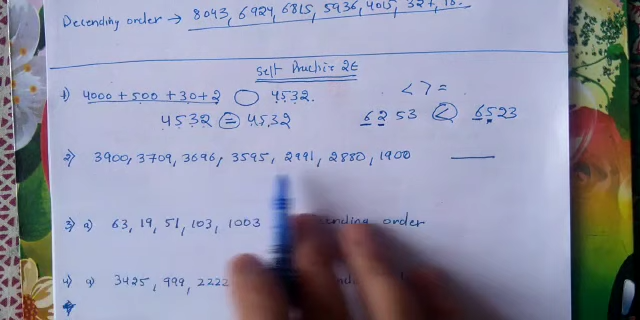 Decending order → 8043, 6924, 6815, 5936, 4015, 327, 18.
Self Practice 2E
1) 4000 + 500 + 30 + 2 ○ 4532. < > =
4532 = 4532 6253 < 6523
2) 3900, 3709, 3696, 3595, 2991, 2880, 1900
3) a) 63, 19, 51, 103, 1003 order
4) a) 3425, 999, 2222